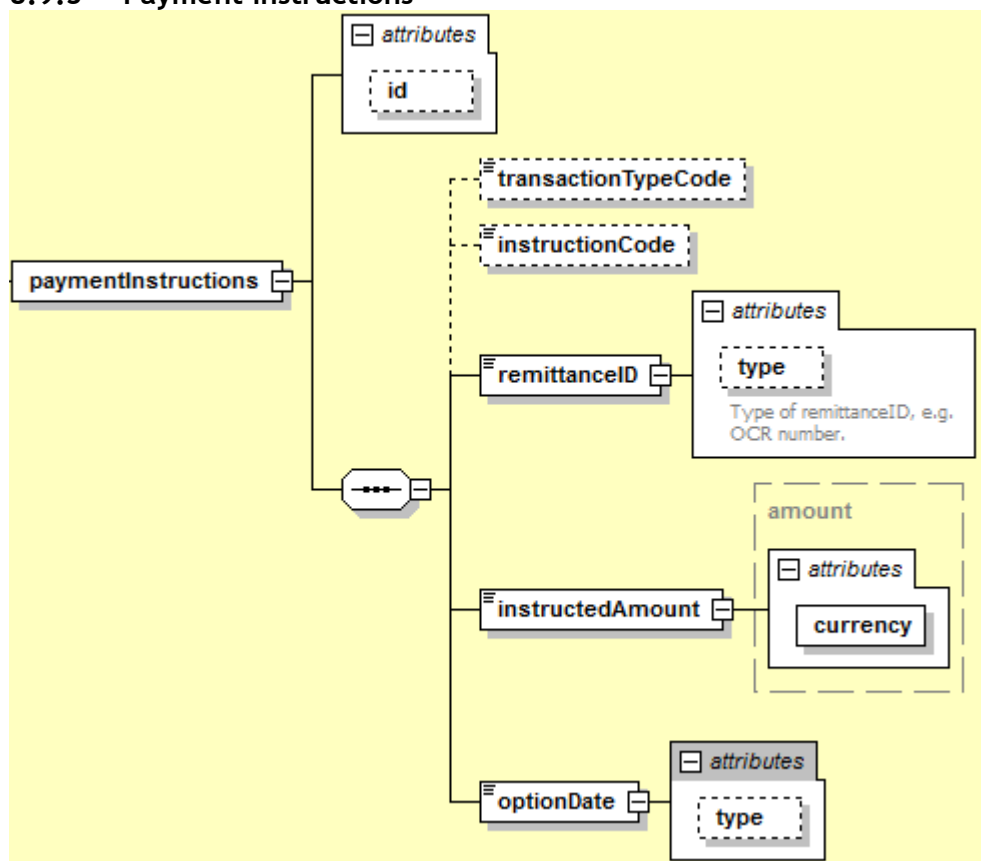 Payment Instructions
attributes
id
transactionTypeCode
instructionCode
paymentInstructions
attributes
remittanceID
type
Type of remittanceID, e.g.
OCR number.
amount
attributes
instructedAmount
currency
attributes
optionDate
type